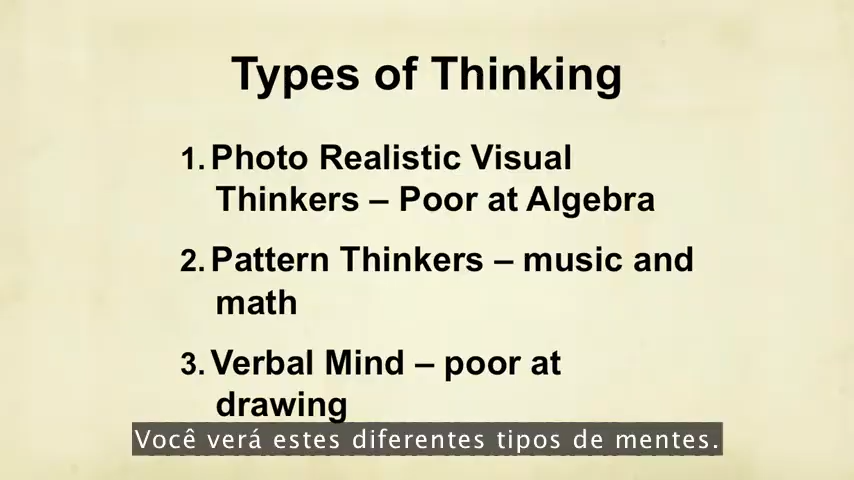 Types of Thinking
1. Photo Realistic Visual
Thinkers – Poor at Algebra
2. Pattern Thinkers – music and
math
3. Verbal Mind – poor at
drawing
Você verá estes diferentes tipos de mentes.